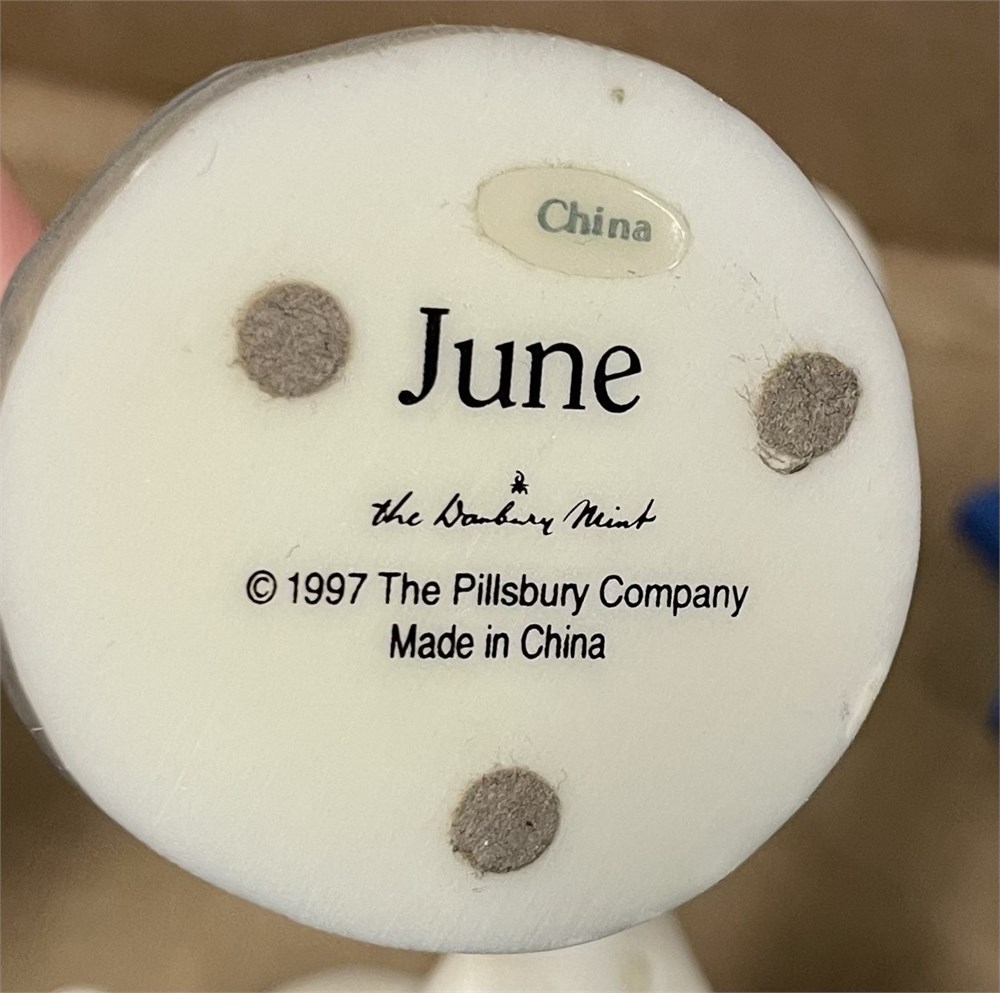 China
June
the Danbury Mint
© 1997 The Pillsbury Company
Made in China